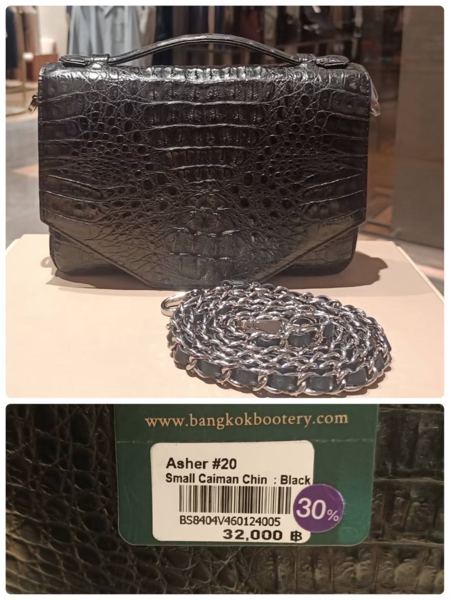 www.bangkokbootery.com
Asher #20
Small Caiman Chin : Black
30%
BS8404V460124005
32,000 ฿